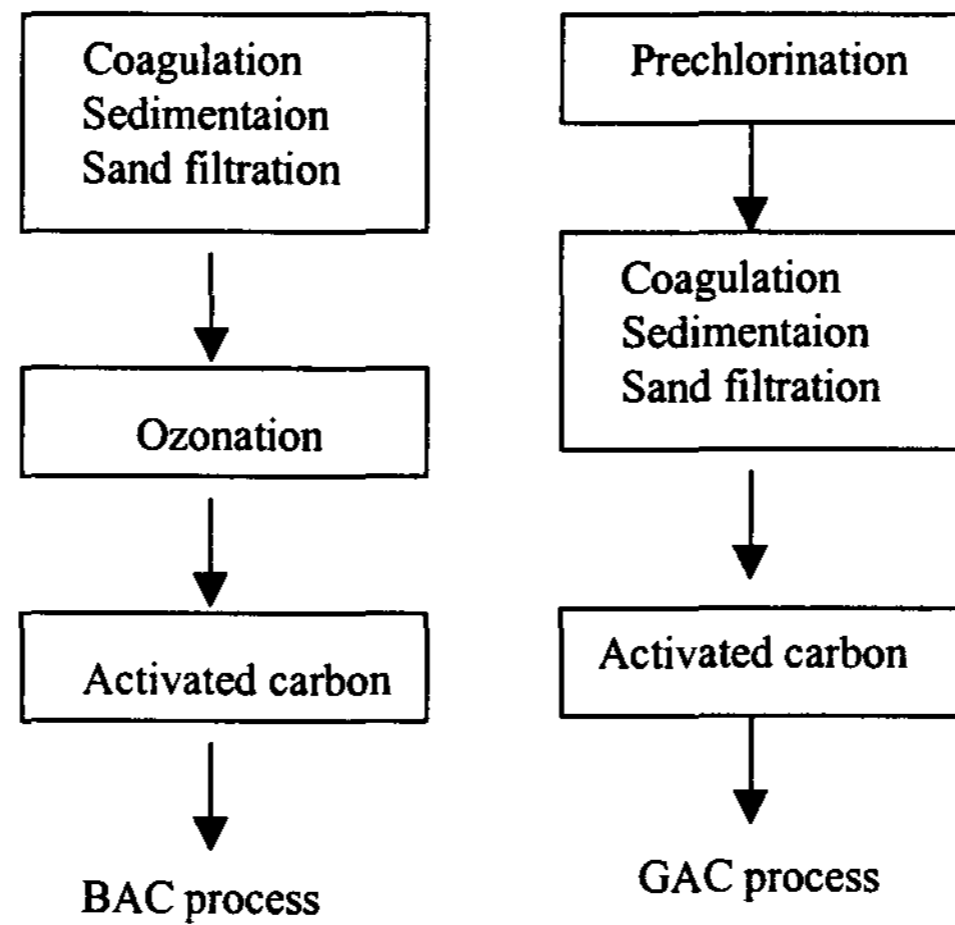 Coagulation
Sedimentaion
Sand filtration
Ozonation
Activated carbon
BAC process
Prechlorination
Coagulation
Sedimentaion
Sand filtration
Activated carbon
GAC process